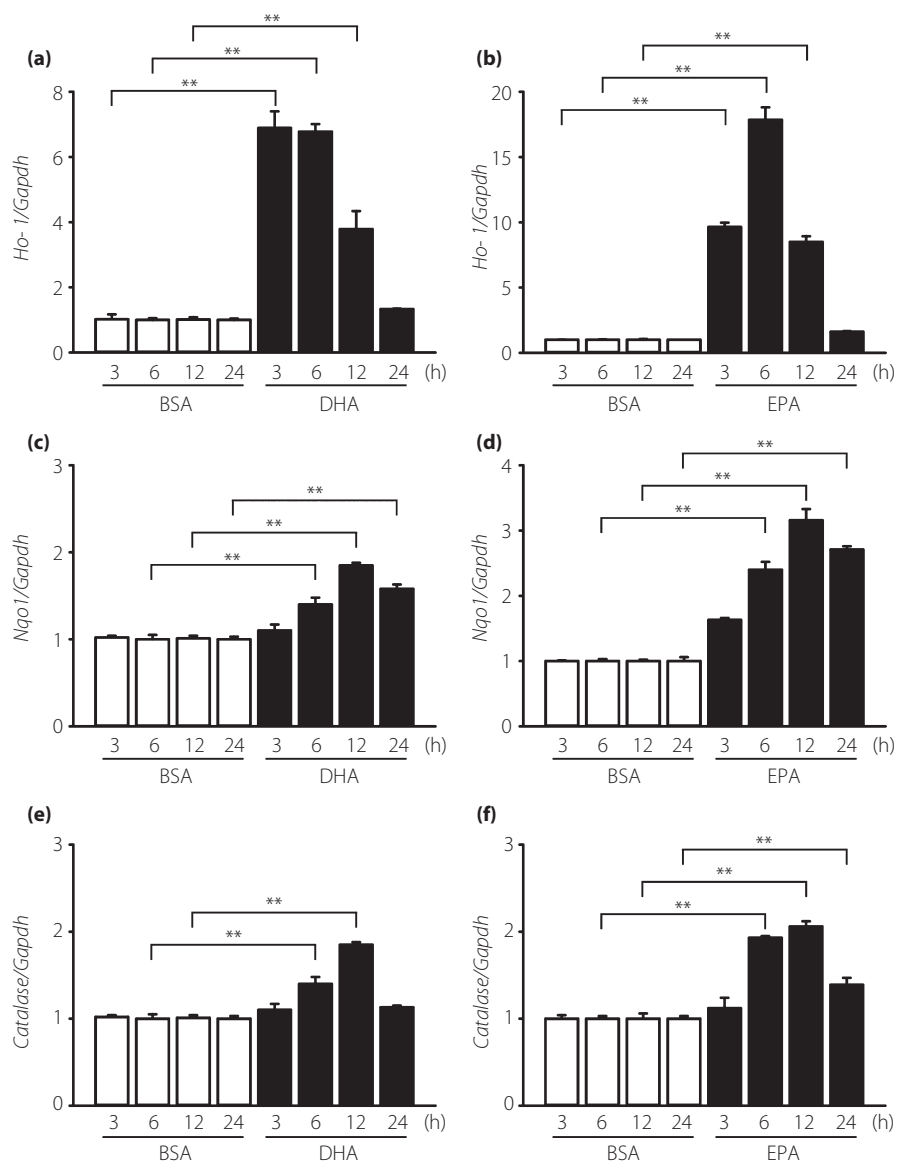 (a)
**
**
**
Ho- 1/Gapdh
8
6
4
2
0
3 6 12 24 3 6 12 24 (h)
BSA DHA
(b)
**
**
**
Ho- 1/Gapdh
20
15
10
5
0
3 6 12 24 3 6 12 24 (h)
BSA EPA
(c)
**
**
**
Nqo1/Gapdh
3
2
1
0
3 6 12 24 3 6 12 24 (h)
BSA DHA
(d)
**
**
**
Nqo1/Gapdh
4
3
2
1
0
3 6 12 24 3 6 12 24 (h)
BSA EPA
(e)
**
**
Catalase/Gapdh
3
2
1
0
3 6 12 24 3 6 12 24 (h)
BSA DHA
(f)
**
**
**
Catalase/Gapdh
3
2
1
0
3 6 12 24 3 6 12 24 (h)
BSA EPA